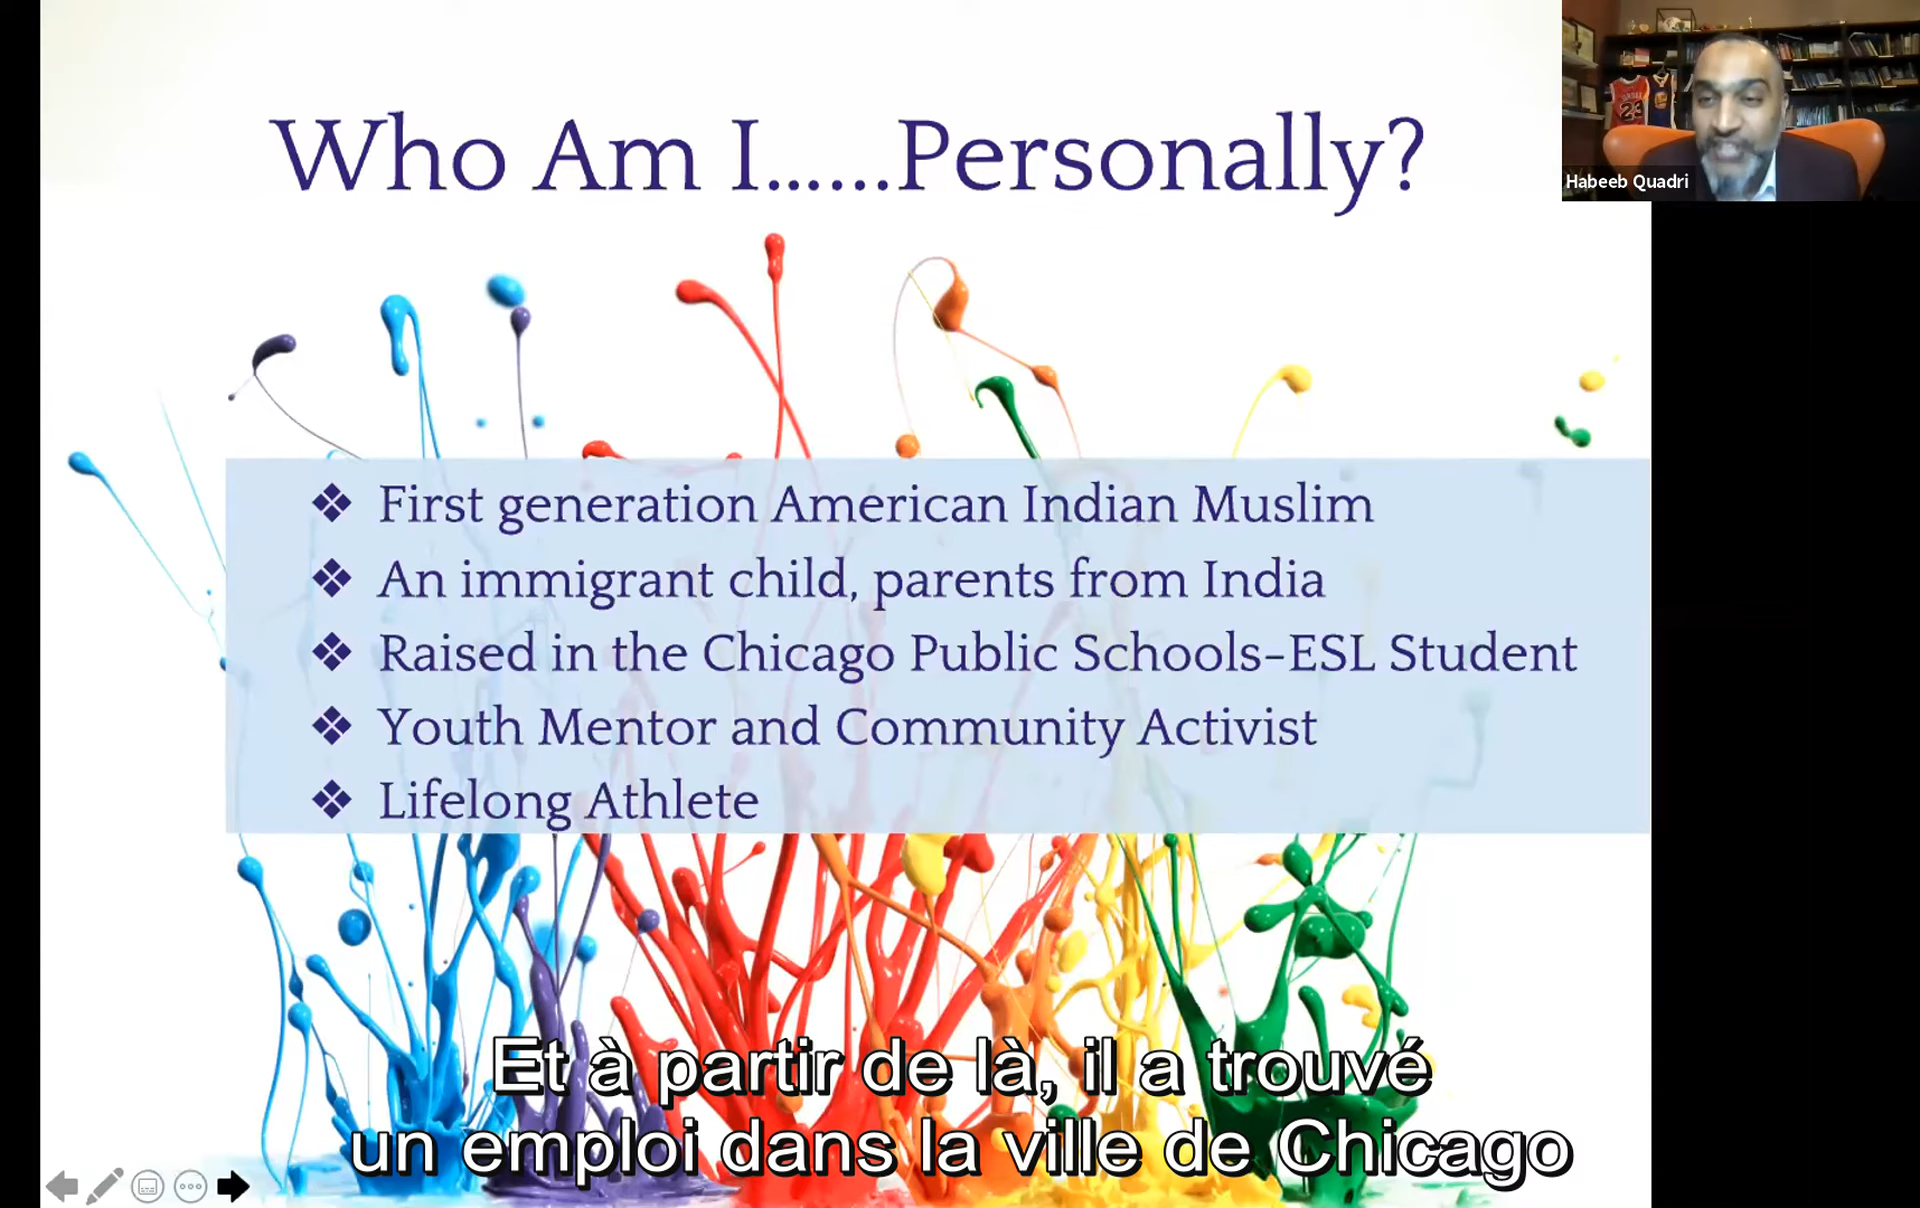 Who Am I......Personally?
Habeeb Quadri
❖ First generation American Indian Muslim
❖ An immigrant child, parents from India
❖ Raised in the Chicago Public Schools-ESL Student
❖ Youth Mentor and Community Activist
❖ Lifelong Athlete
Et à partir de là, il a trouvé
un emploi dans la ville de Chicago
23